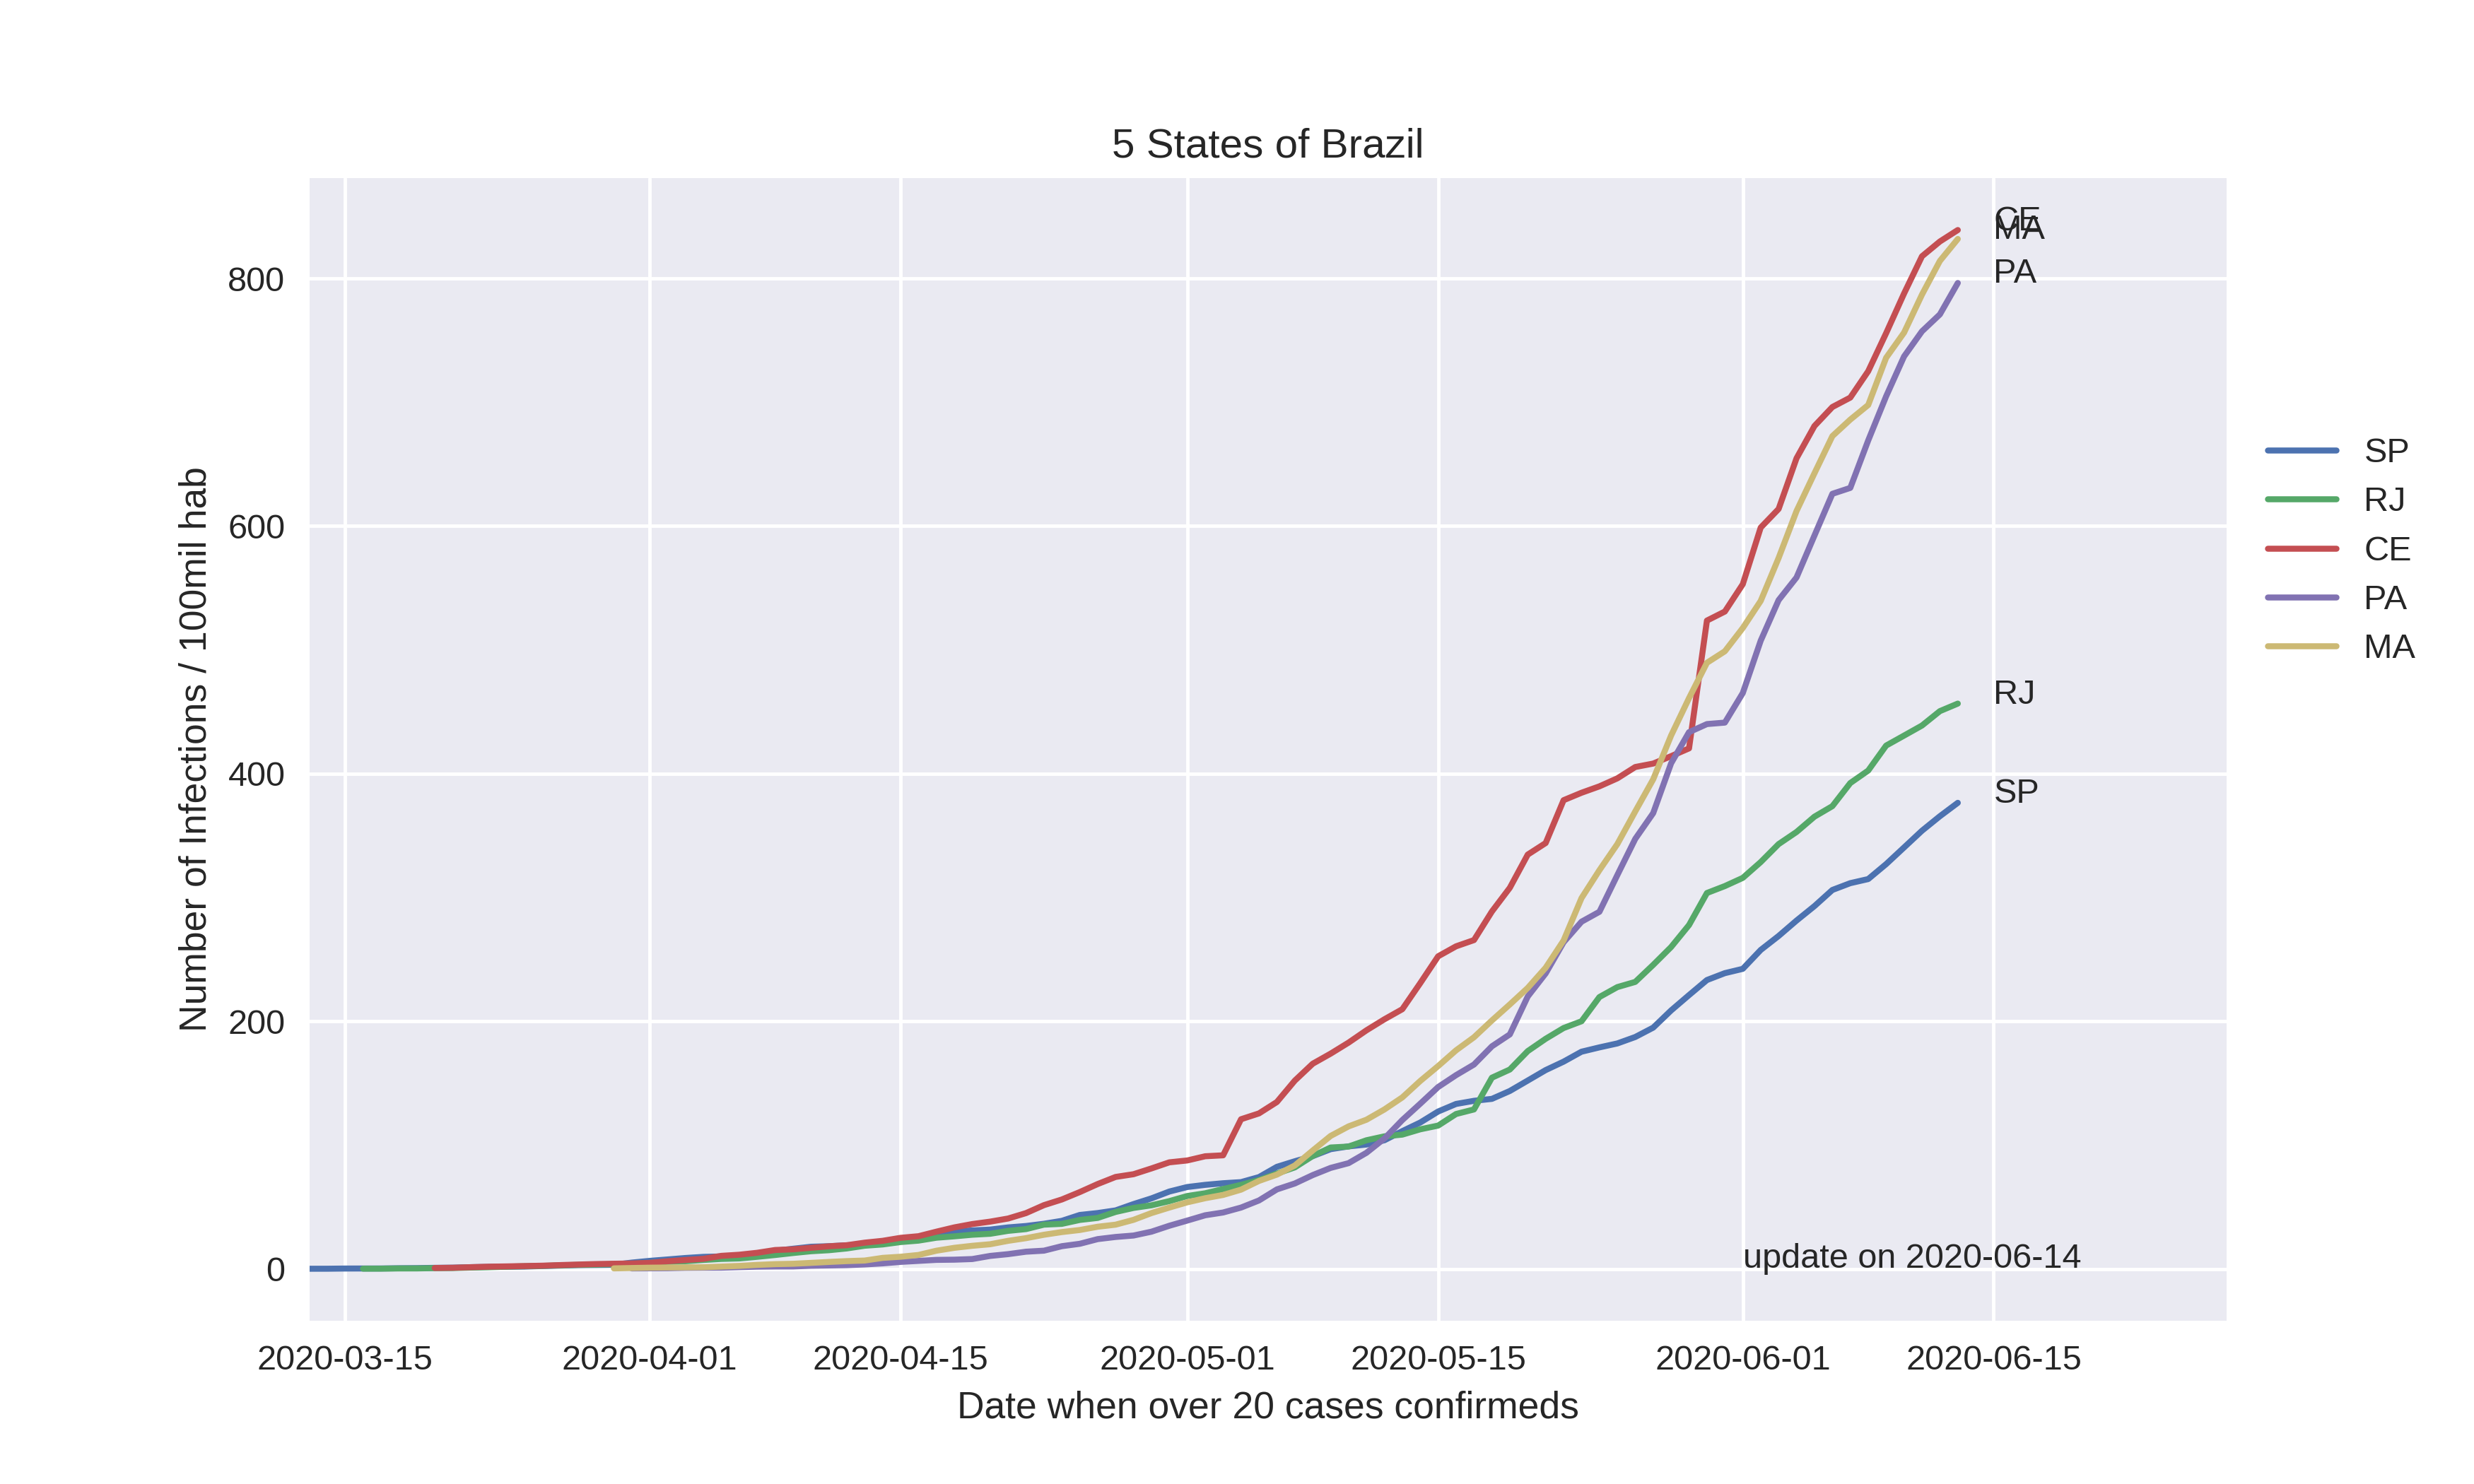 5 States of Brazil
CE
MA
PA
RJ
SP
800
600
400
200
0
Number of Infections / 100mil hab
SP
RJ
CE
PA
MA
update on 2020-06-14
2020-03-15 2020-04-01 2020-04-15 2020-05-01 2020-05-15 2020-06-01 2020-06-15
Date when over 20 cases confirmeds